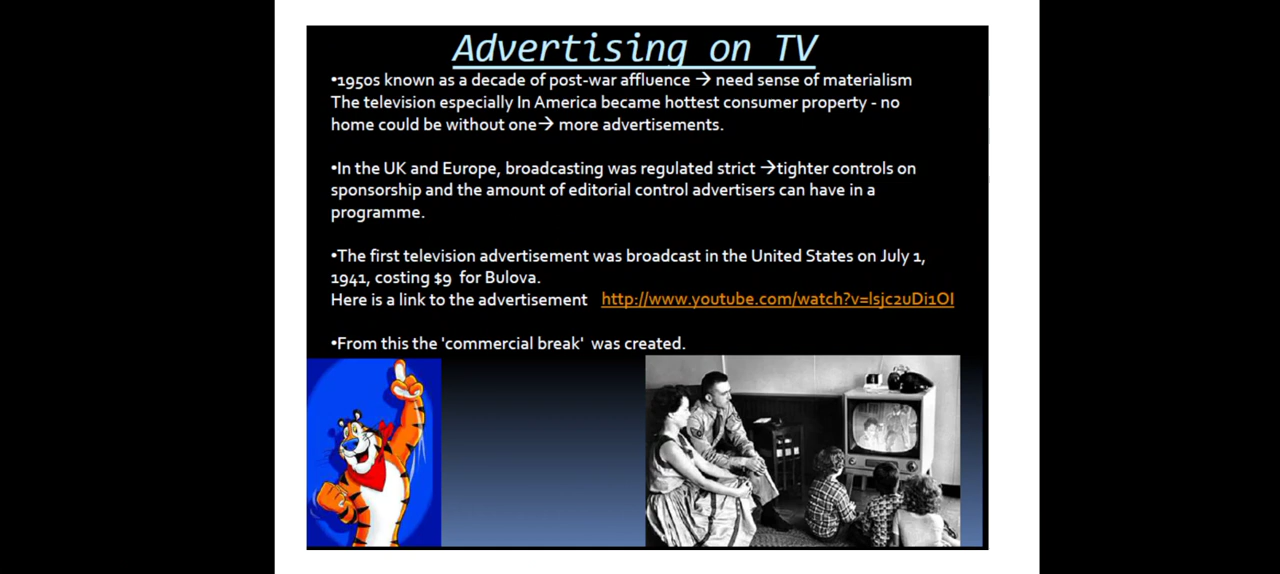 Advertising on TV
•1950s known as a decade of post-war affluence → need sense of materialism
The television especially In America became hottest consumer property - no
home could be without one→ more advertisements.
•In the UK and Europe, broadcasting was regulated strict →tighter controls on
sponsorship and the amount of editorial control advertisers can have in a
programme.
•The first television advertisement was broadcast in the United States on July 1,
1941, costing $9 for Bulova.
Here is a link to the advertisement http://www.youtube.com/watch?v=lsjc2uDi1OI
•From this the 'commercial break' was created.